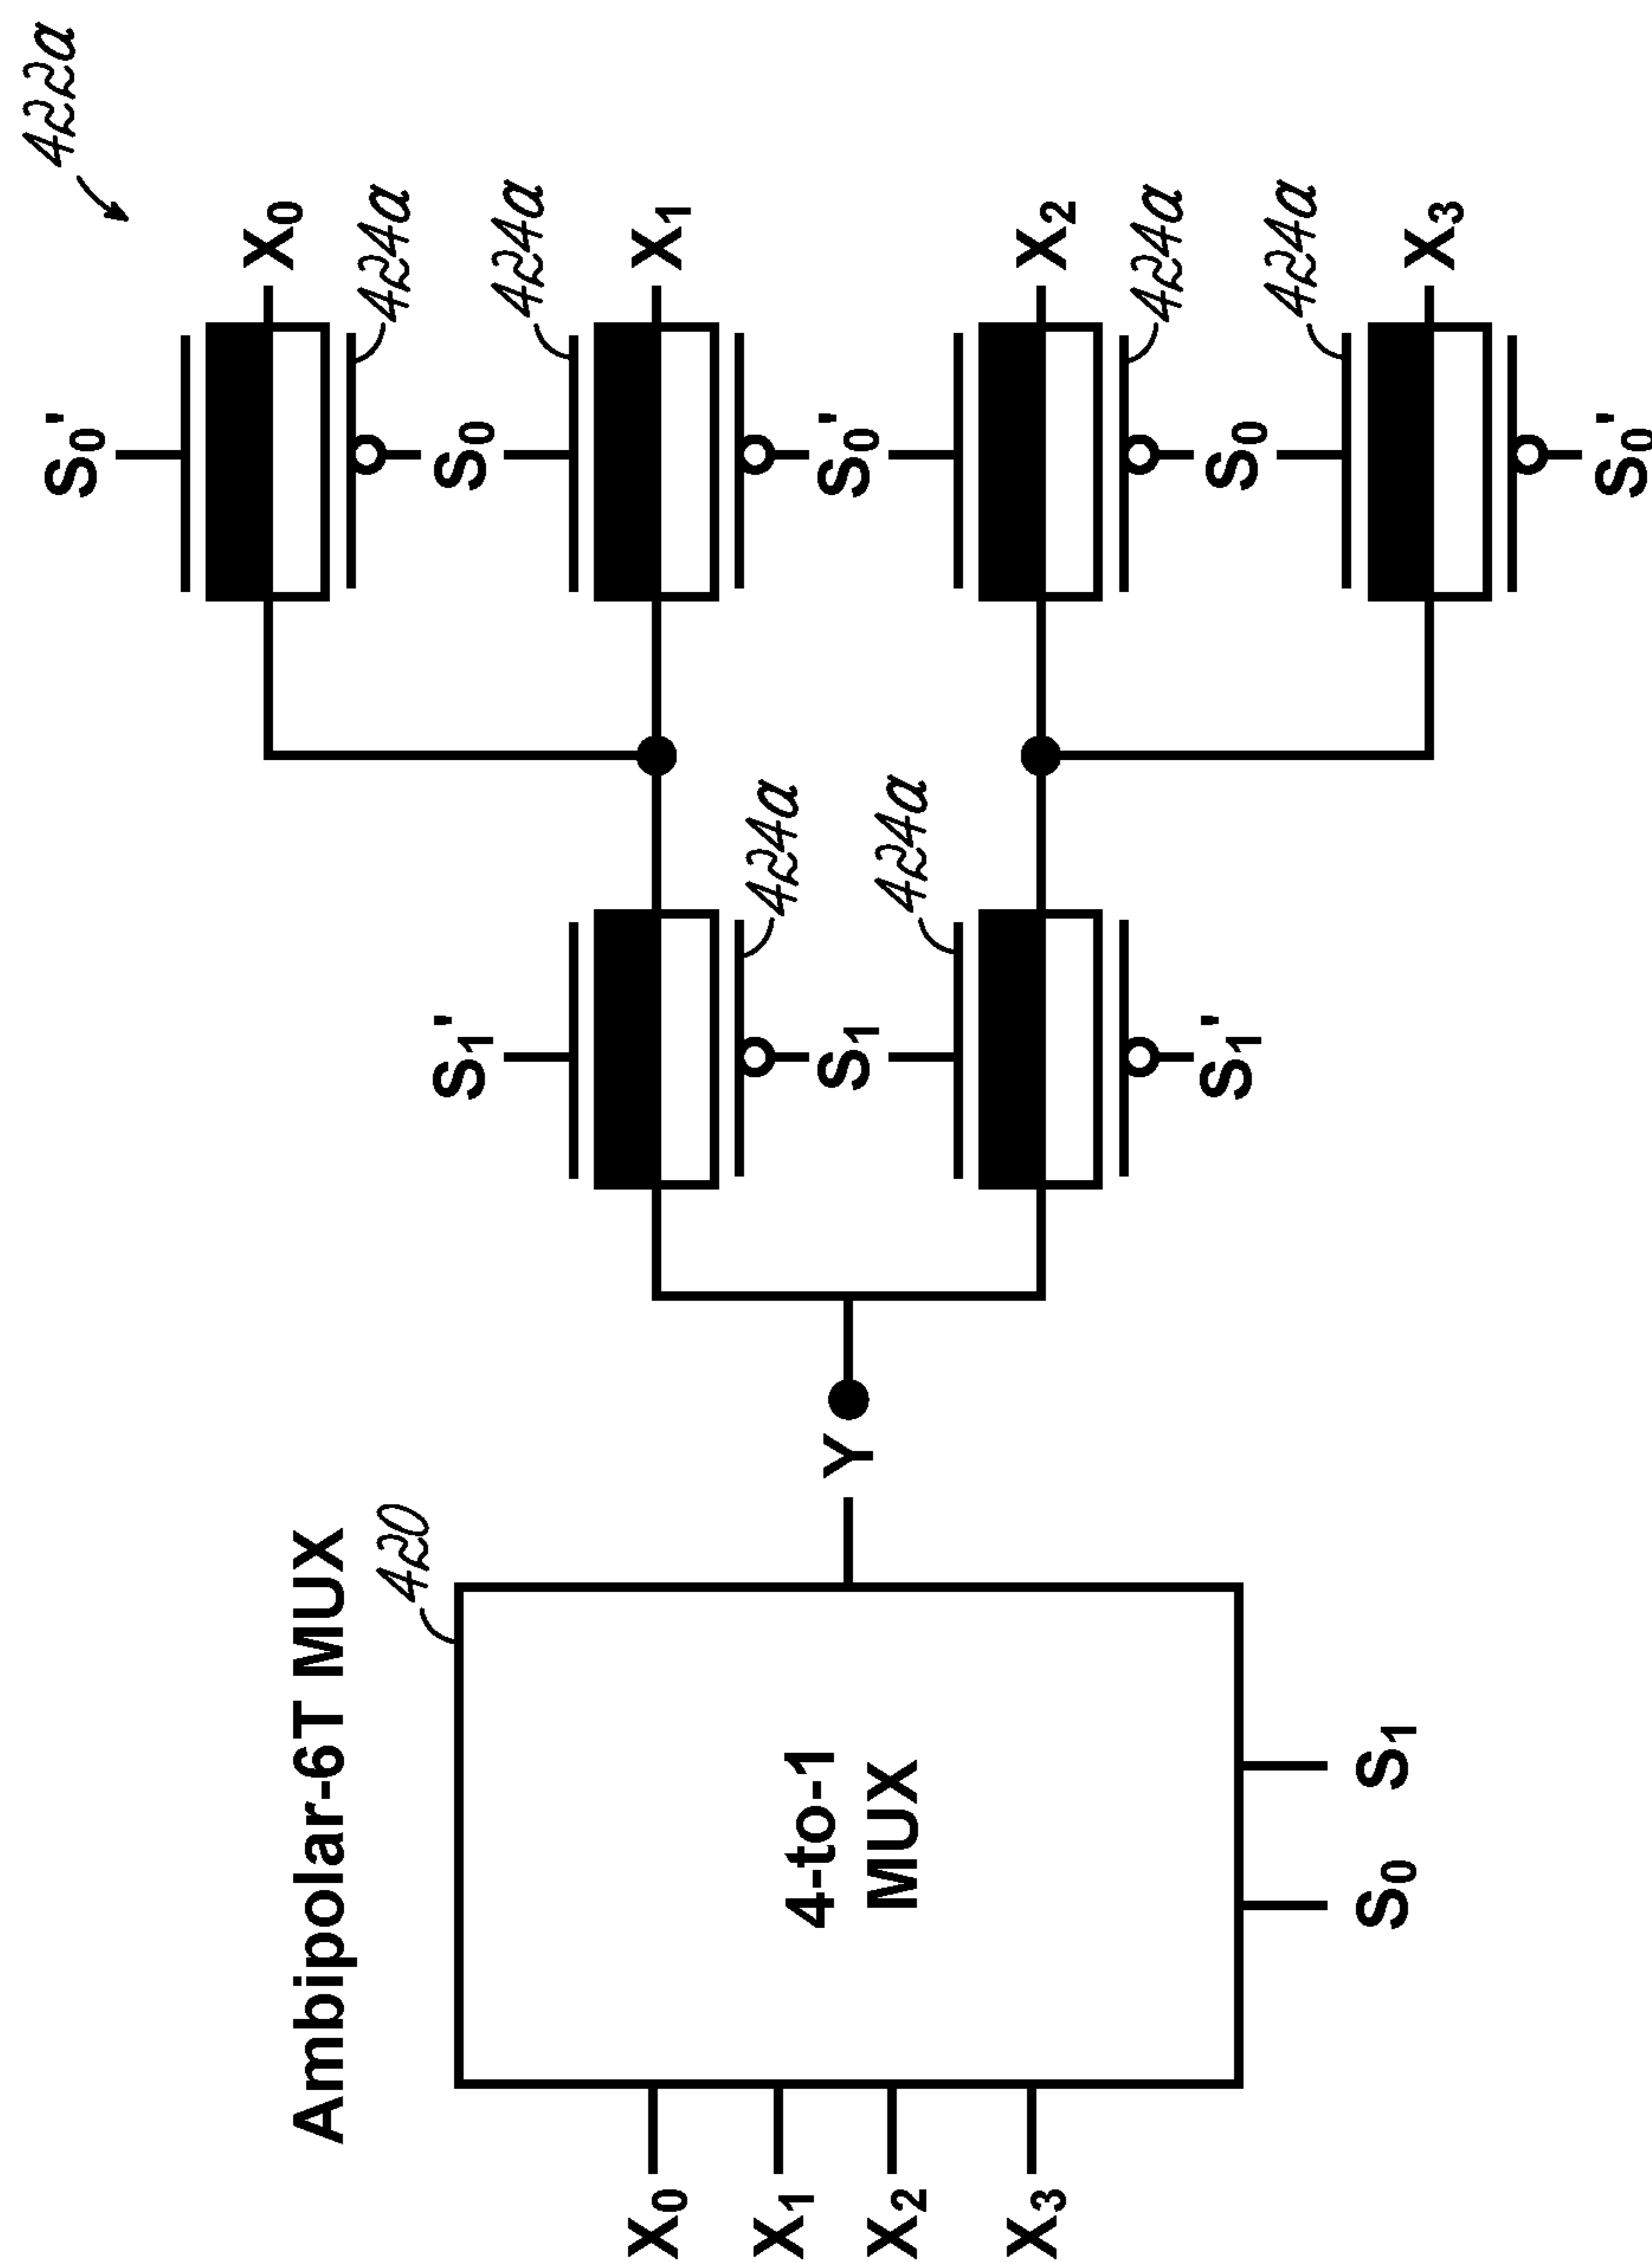 Ambipolar-6T MUX
420
4-to-1
MUX
X0
X1
X2
X3
S0 S1
Y
422a
S1'
424a
S1
424a
S1'
S0'
X0
424a
S0
424a
X1
S0'
X2
424a
S0
424a
X3
S0'